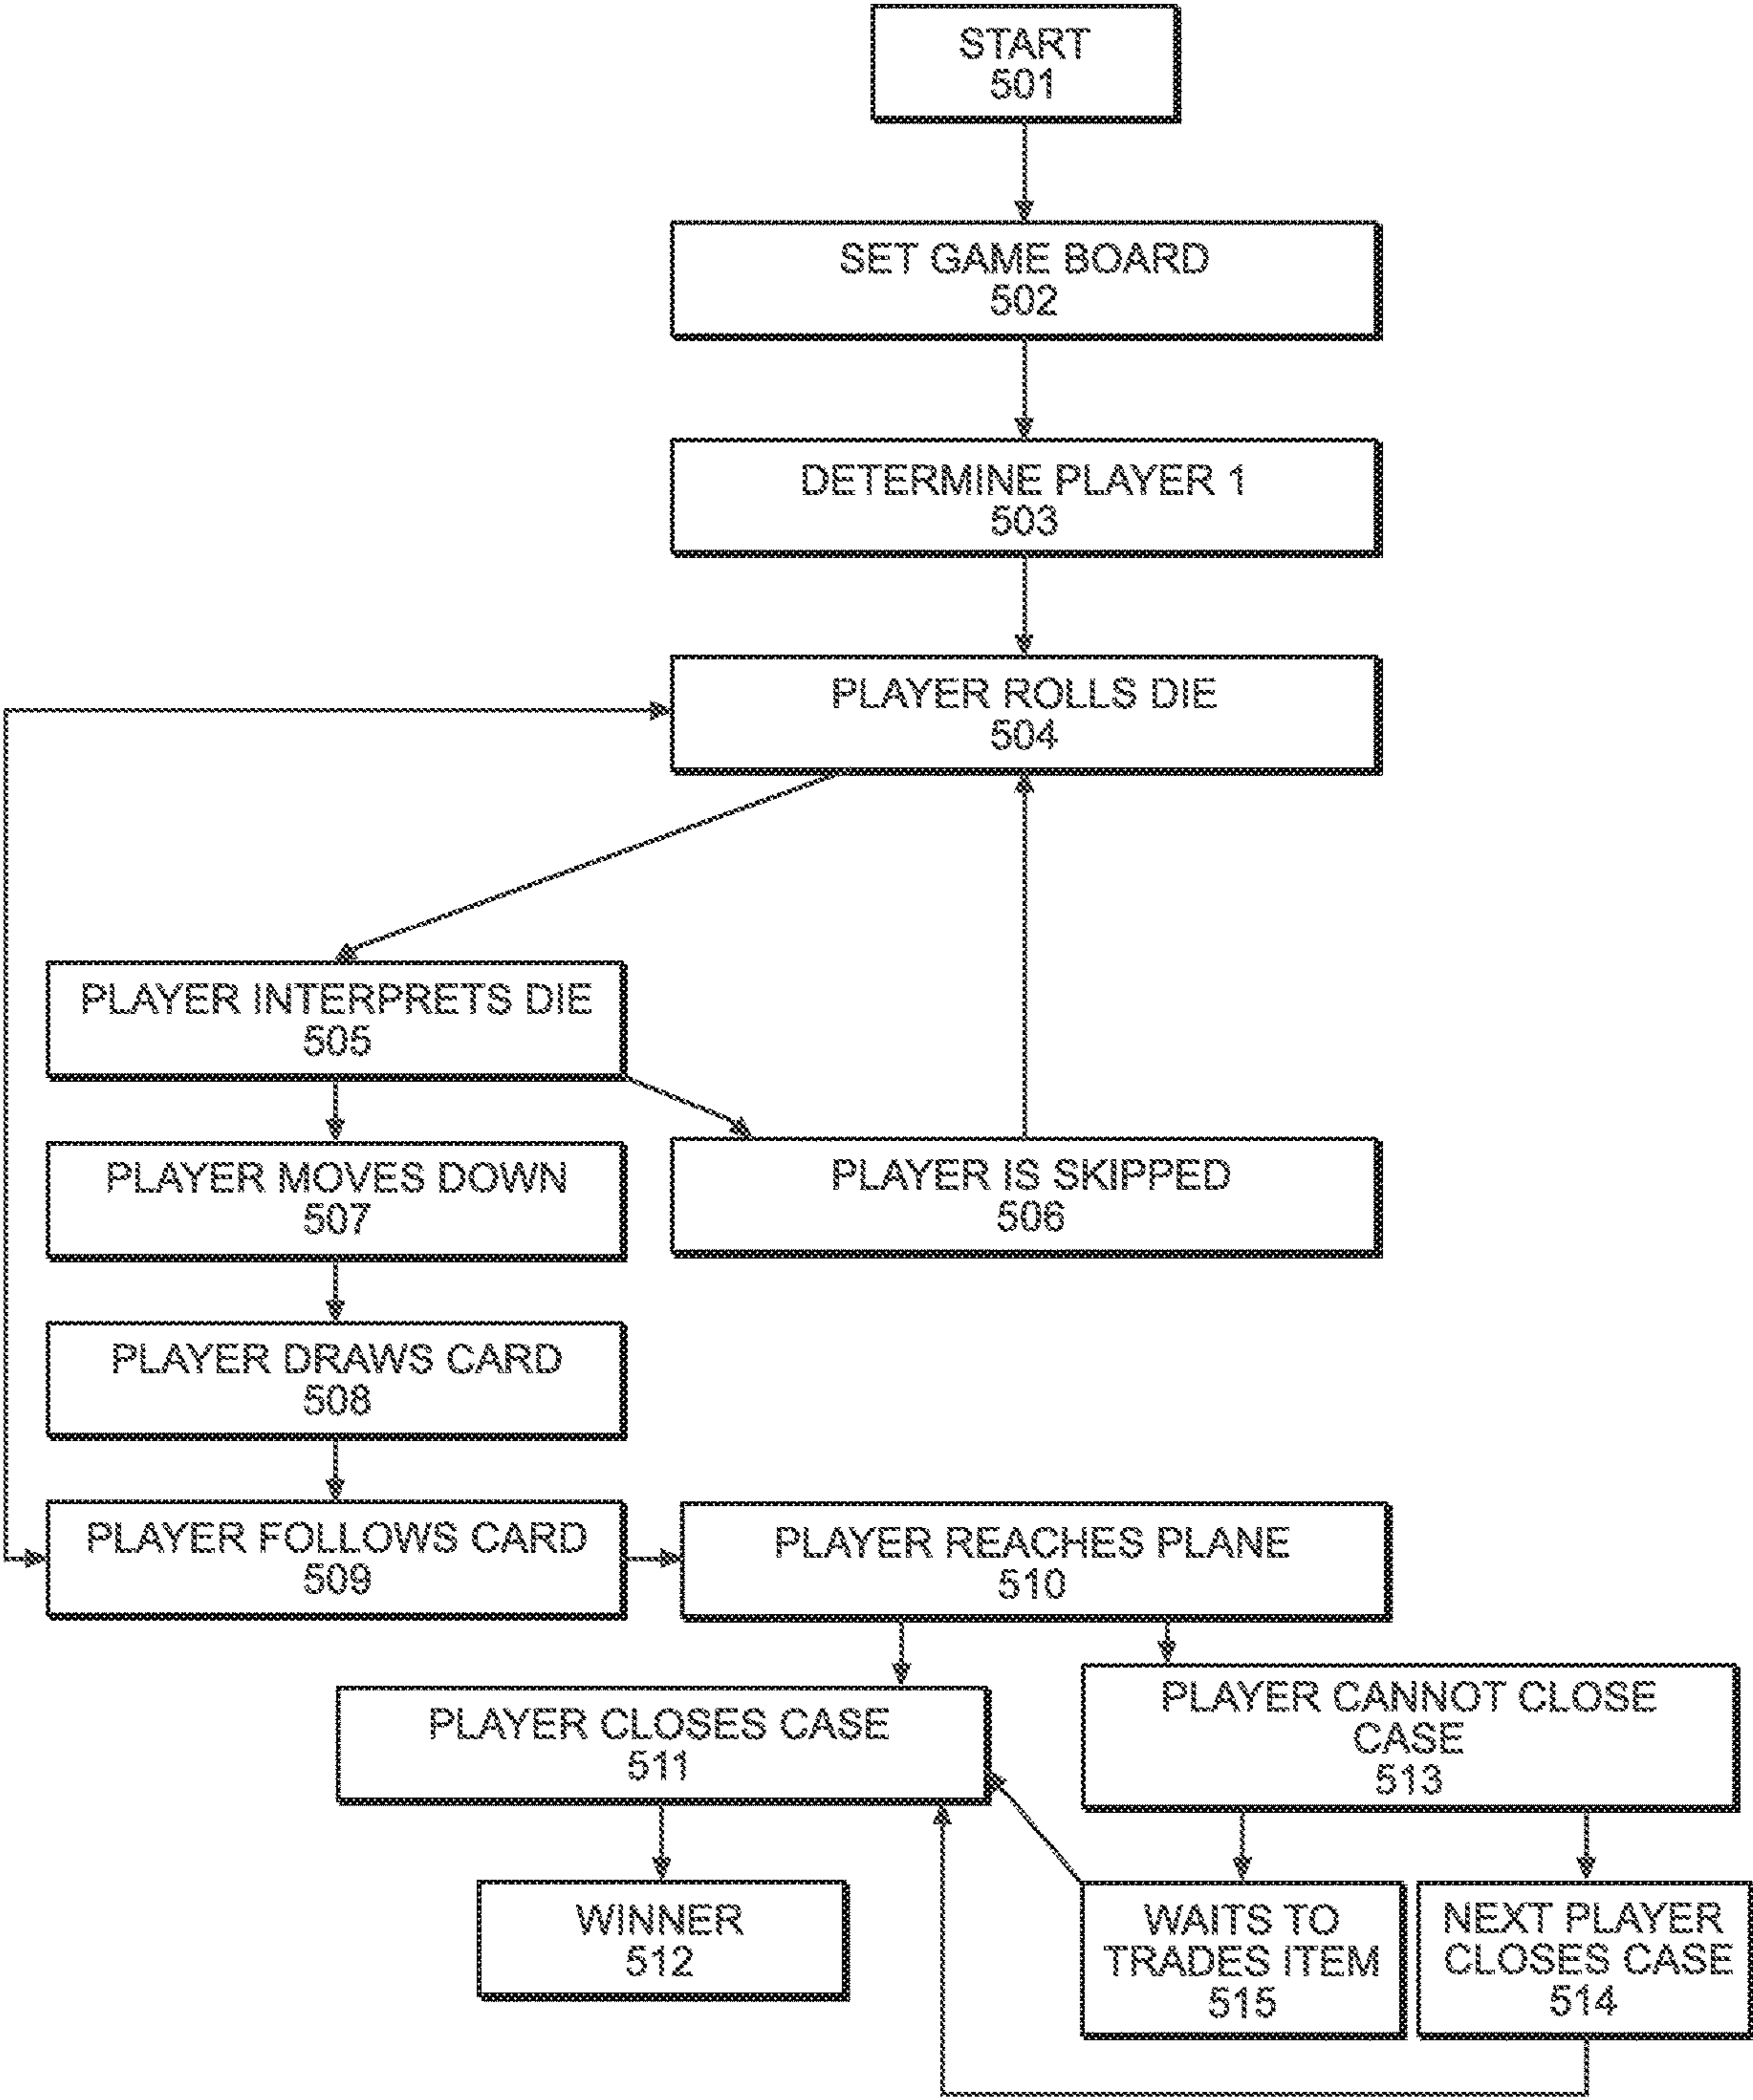 START
501
SET GAME BOARD
502
DETERMINE PLAYER 1
503
PLAYER ROLLS DIE
504
PLAYER INTERPRETS DIE
505
PLAYER MOVES DOWN
507
PLAYER IS SKIPPED
506
PLAYER DRAWS CARD
508
PLAYER FOLLOWS CARD
509
PLAYER REACHES PLANE
510
PLAYER CLOSES CASE
511
PLAYER CANNOT CLOSE
CASE
513
WINNER
512
WAITS TO
TRADES ITEM
515
NEXT PLAYER
CLOSES CASE
514